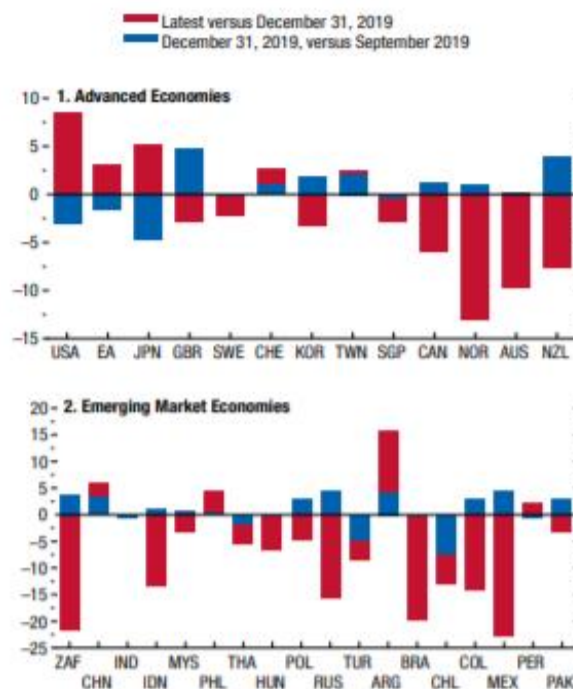 Latest versus December 31, 2019
December 31, 2019, versus September 2019
1. Advanced Economies
10
5
0
–5
–10
–15
USA EA JPN GBR SWE CHE KOR TWN SGP CAN NOR AUS NZL
2. Emerging Market Economies
20
15
10
5
0
–5
–10
–15
–20
–25
ZAF IND MYS THA POL TUR BRA COL PER
CHN IDN PHL HUN RUS ARG CHL MEX PAK